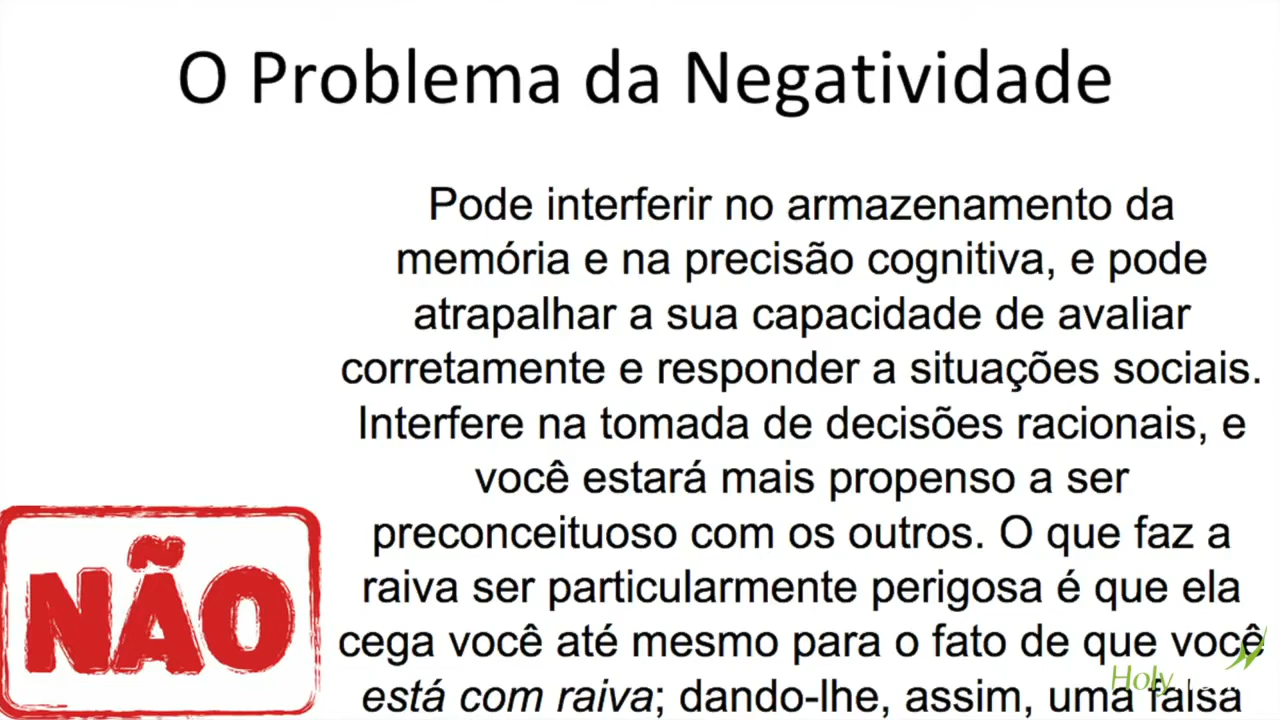 O Problema da Negatividade
Pode interferir no armazenamento da
memória e na precisão cognitiva, e pode
atrapalhar a sua capacidade de avaliar
corretamente e responder a situações sociais.
Interfere na tomada de decisões racionais, e
você estará mais propenso a ser
preconceituoso com os outros. O que faz a
raiva ser particularmente perigosa é que ela
cega você até mesmo para o fato de que você
está com raiva; dando-lhe, assim, uma falsa
NÃO
Holy